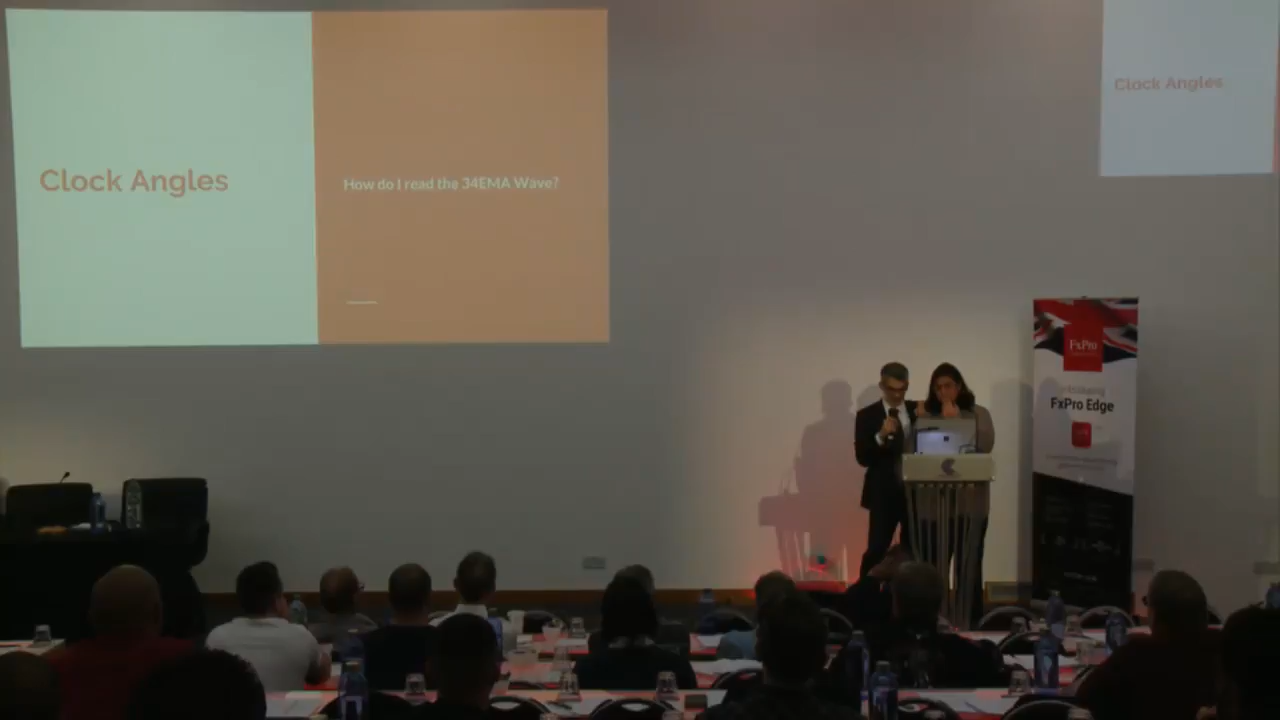 Clock Angles
How do I read the 34EMA Wave?
Clock Angles
FxPro
FxPro Edge